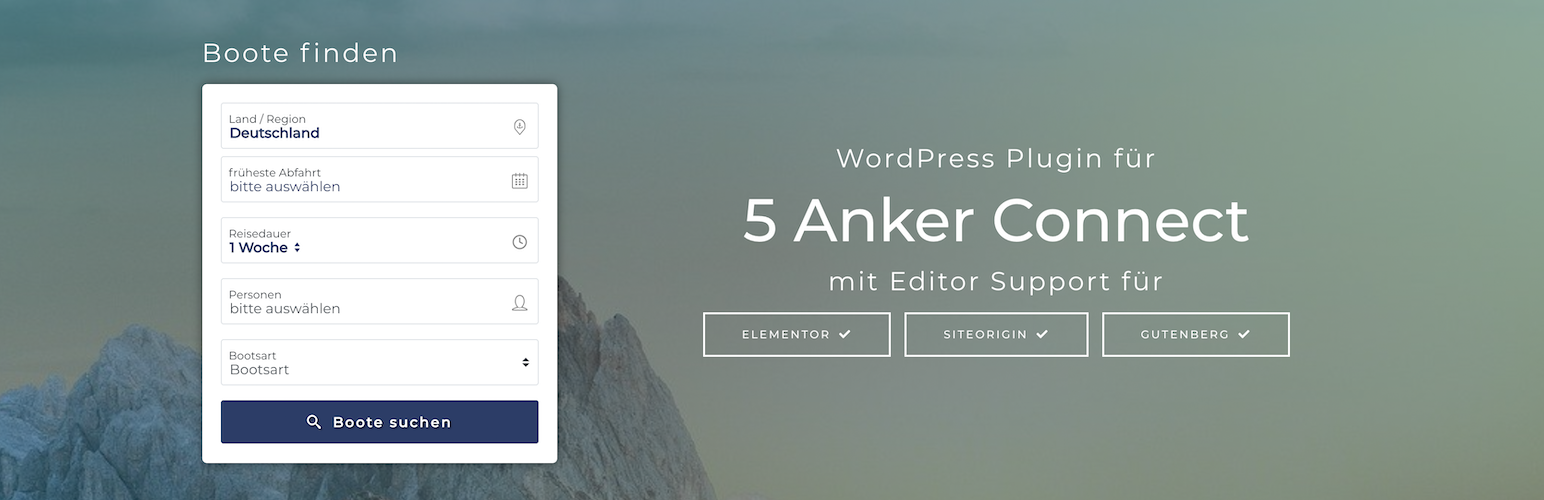 Boote finden
Land / Region
Deutschland
früheste Abfahrt
bitte auswählen
Reisedauer
1 Woche
Personen
bitte auswählen
Bootsart
Bootsart
Boote suchen
WordPress Plugin für
5 Anker Connect
mit Editor Support für
ELEMENTOR
SITEORIGIN
GUTENBERG